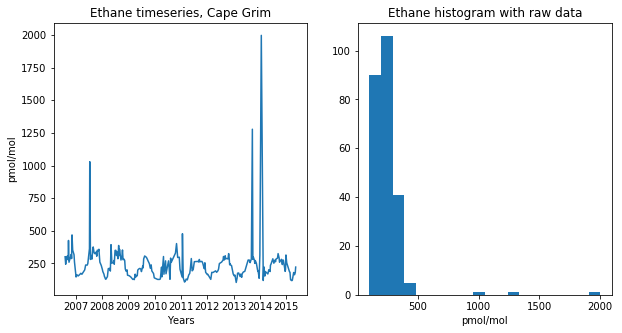 Ethane timeseries, Cape Grim
2000
1750
1500
1250
1000
750
500
250
pmol/mol
2007 2008 2009 2010 2011 2012 2013 2014 2015
Years
Ethane histogram with raw data
100
80
60
40
20
0
500 1000 1500 2000
pmol/mol